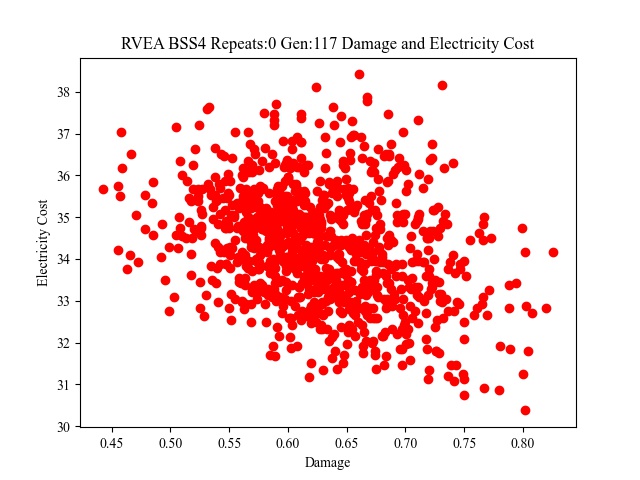 RVEA BSS4 Repeats:0 Gen:117 Damage and Electricity Cost
38
37
36
35
34
33
32
31
30
Electricity Cost
0.45 0.50 0.55 0.60 0.65 0.70 0.75 0.80
Damage